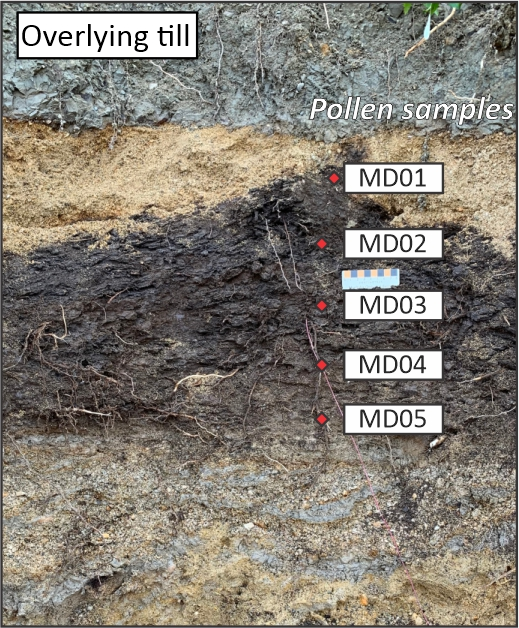 Overlying till
Pollen samples
MD01
MD02
MD03
MD04
MD05